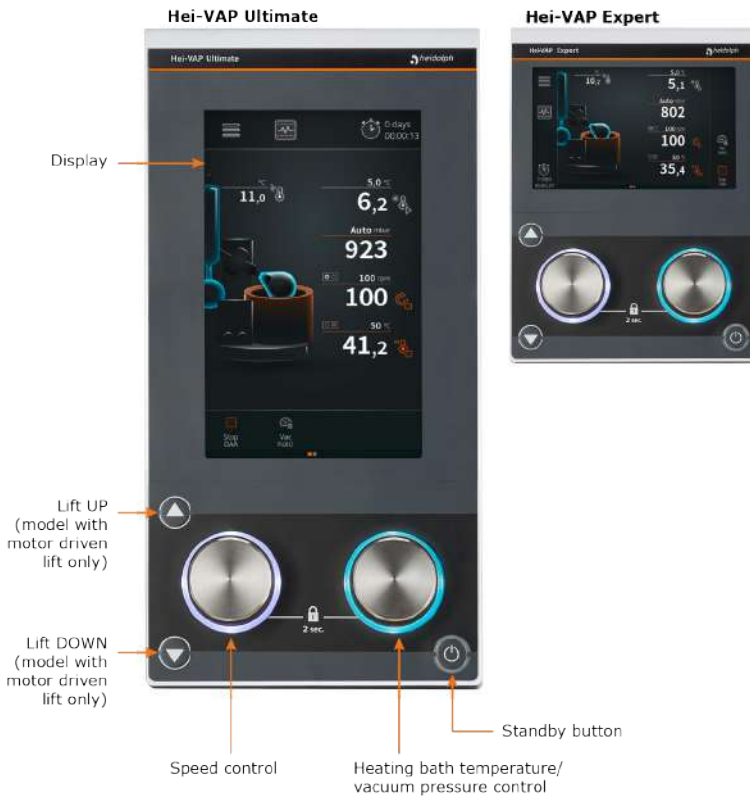 Hei-VAP Ultimate
Hei-VAP Expert
Hei-VAP Ultimate
heidolph
0 days
00:00:13
°C
11,0
5.0 °C
6,2
Auto mbar
923
100 rpm
100
50 °C
41,2
Stop
DAA
Vac
hold
2 sec.
Hei-VAP Expert
heidolph
10,7
5.0 °C
5,1
Auto mbar
802
100 rpm
100
50 °C
35,4
2 sec.
Display
Lift UP
(model with
motor driven
lift only)
Lift DOWN
(model with
motor driven
lift only)
Standby button
Speed control
Heating bath temperature/
vacuum pressure control